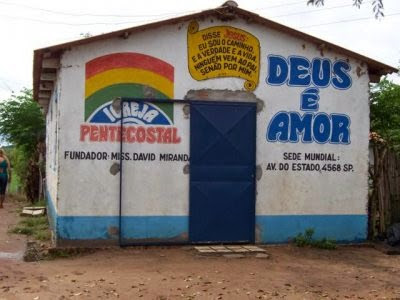 DISSE JESUS:
EU SOU O CAMINHO,
E A VERDADE E A VIDA
NINGUÉM VEM AO PAI
SENÃO POR MIM
IGREJA
PENTECOSTAL
FUNDADOR: MISS. DAVID MIRANDA
DEUS
É
AMOR
SEDE MUNDIAL:
AV. DO ESTADO, 4568 SP.